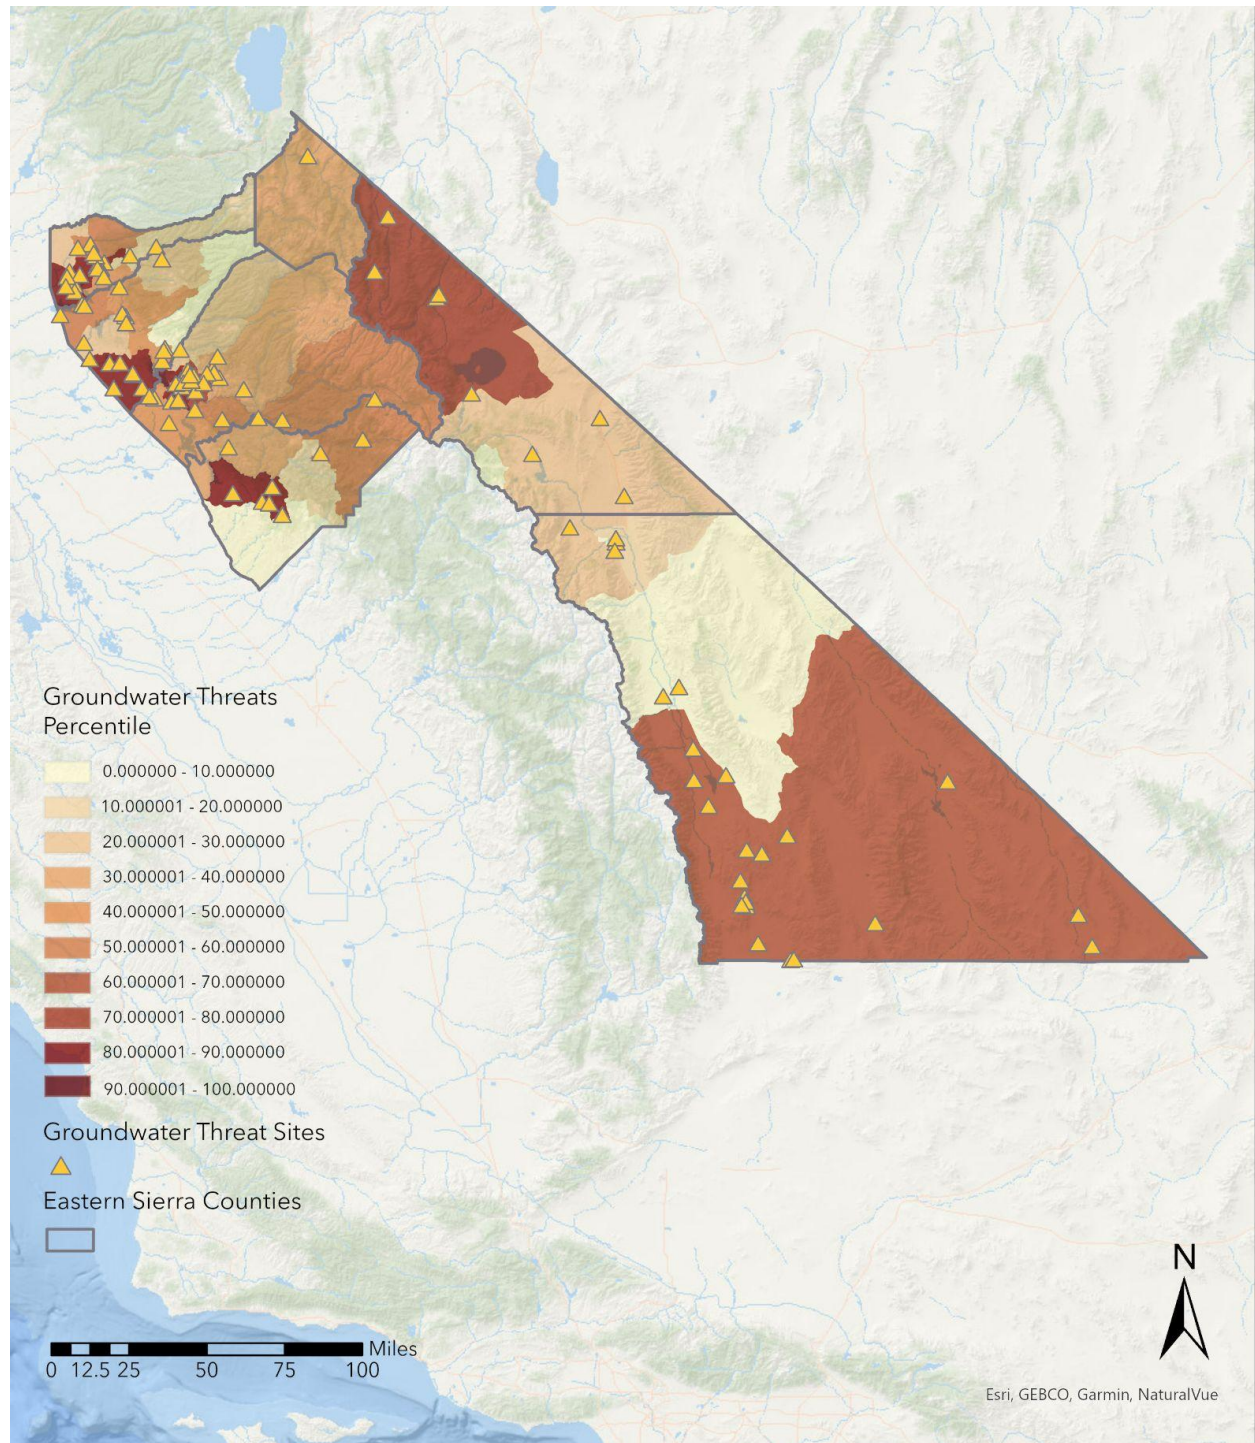 Groundwater Threats
Percentile
0.000000 - 10.000000
10.000001 - 20.000000
20.000001 - 30.000000
30.000001 - 40.000000
40.000001 - 50.000000
50.000001 - 60.000000
60.000001 - 70.000000
70.000001 - 80.000000
80.000001 - 90.000000
90.000001 - 100.000000
Groundwater Threat Sites
Eastern Sierra Counties
N
Miles
0 12.5 25 50 75 100
Esri, GEBCO, Garmin, NaturalVue